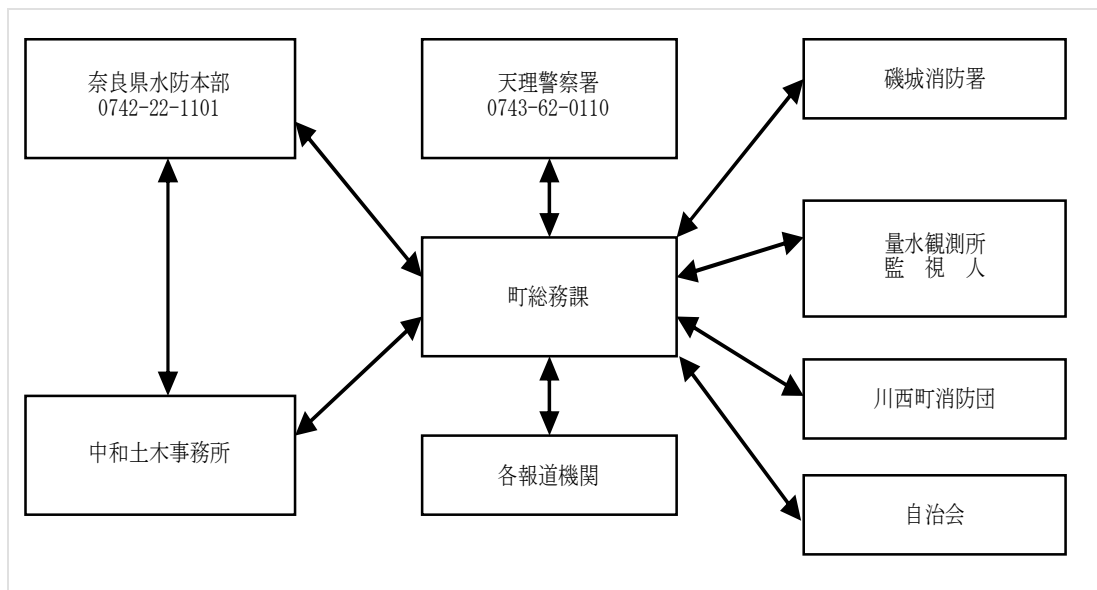 奈良県水防本部
0742-22-1101
天理警察署
0743-62-0110
磯城消防署
量水観測所
監　視　人
町総務課
川西町消防団
中和土木事務所
各報道機関
自治会